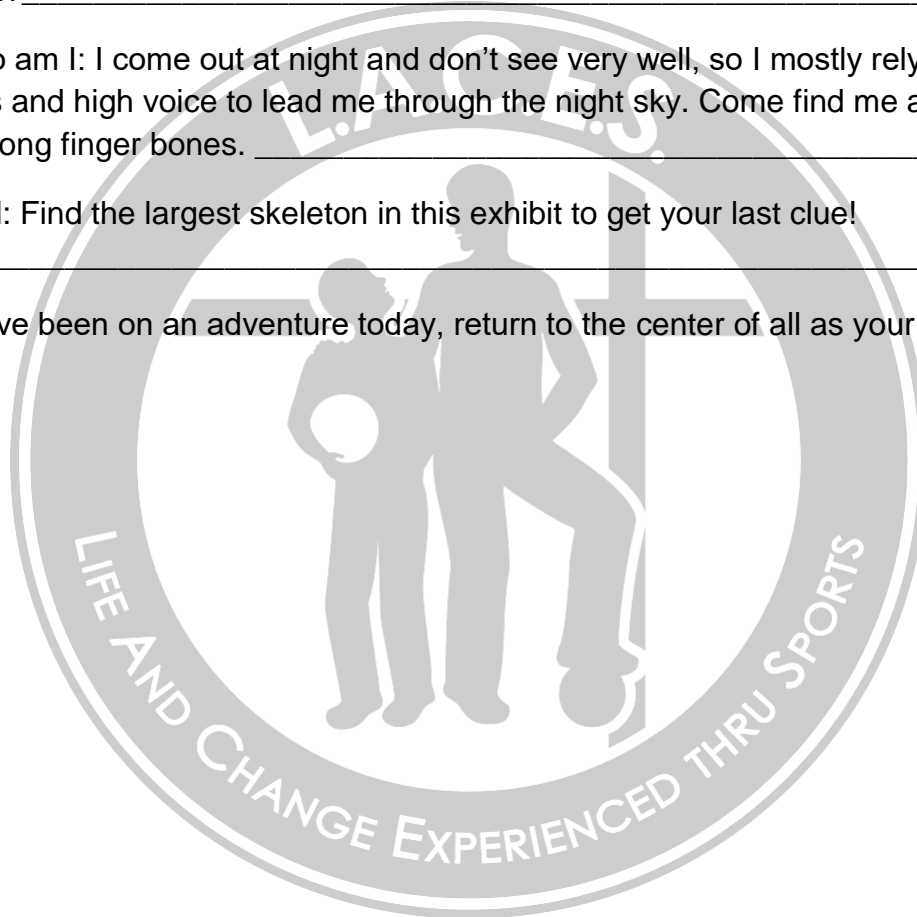 o am I: I come out at night and don’t see very well, so I mostly rely
s and high voice to lead me through the night sky. Come find me a
ong finger bones. ________________________________________
: Find the largest skeleton in this exhibit to get your last clue!
ve been on an adventure today, return to the center of all as your
L.A.C.E.S.
LIFE AND CHANGE EXPERIENCED THRU SPORTS